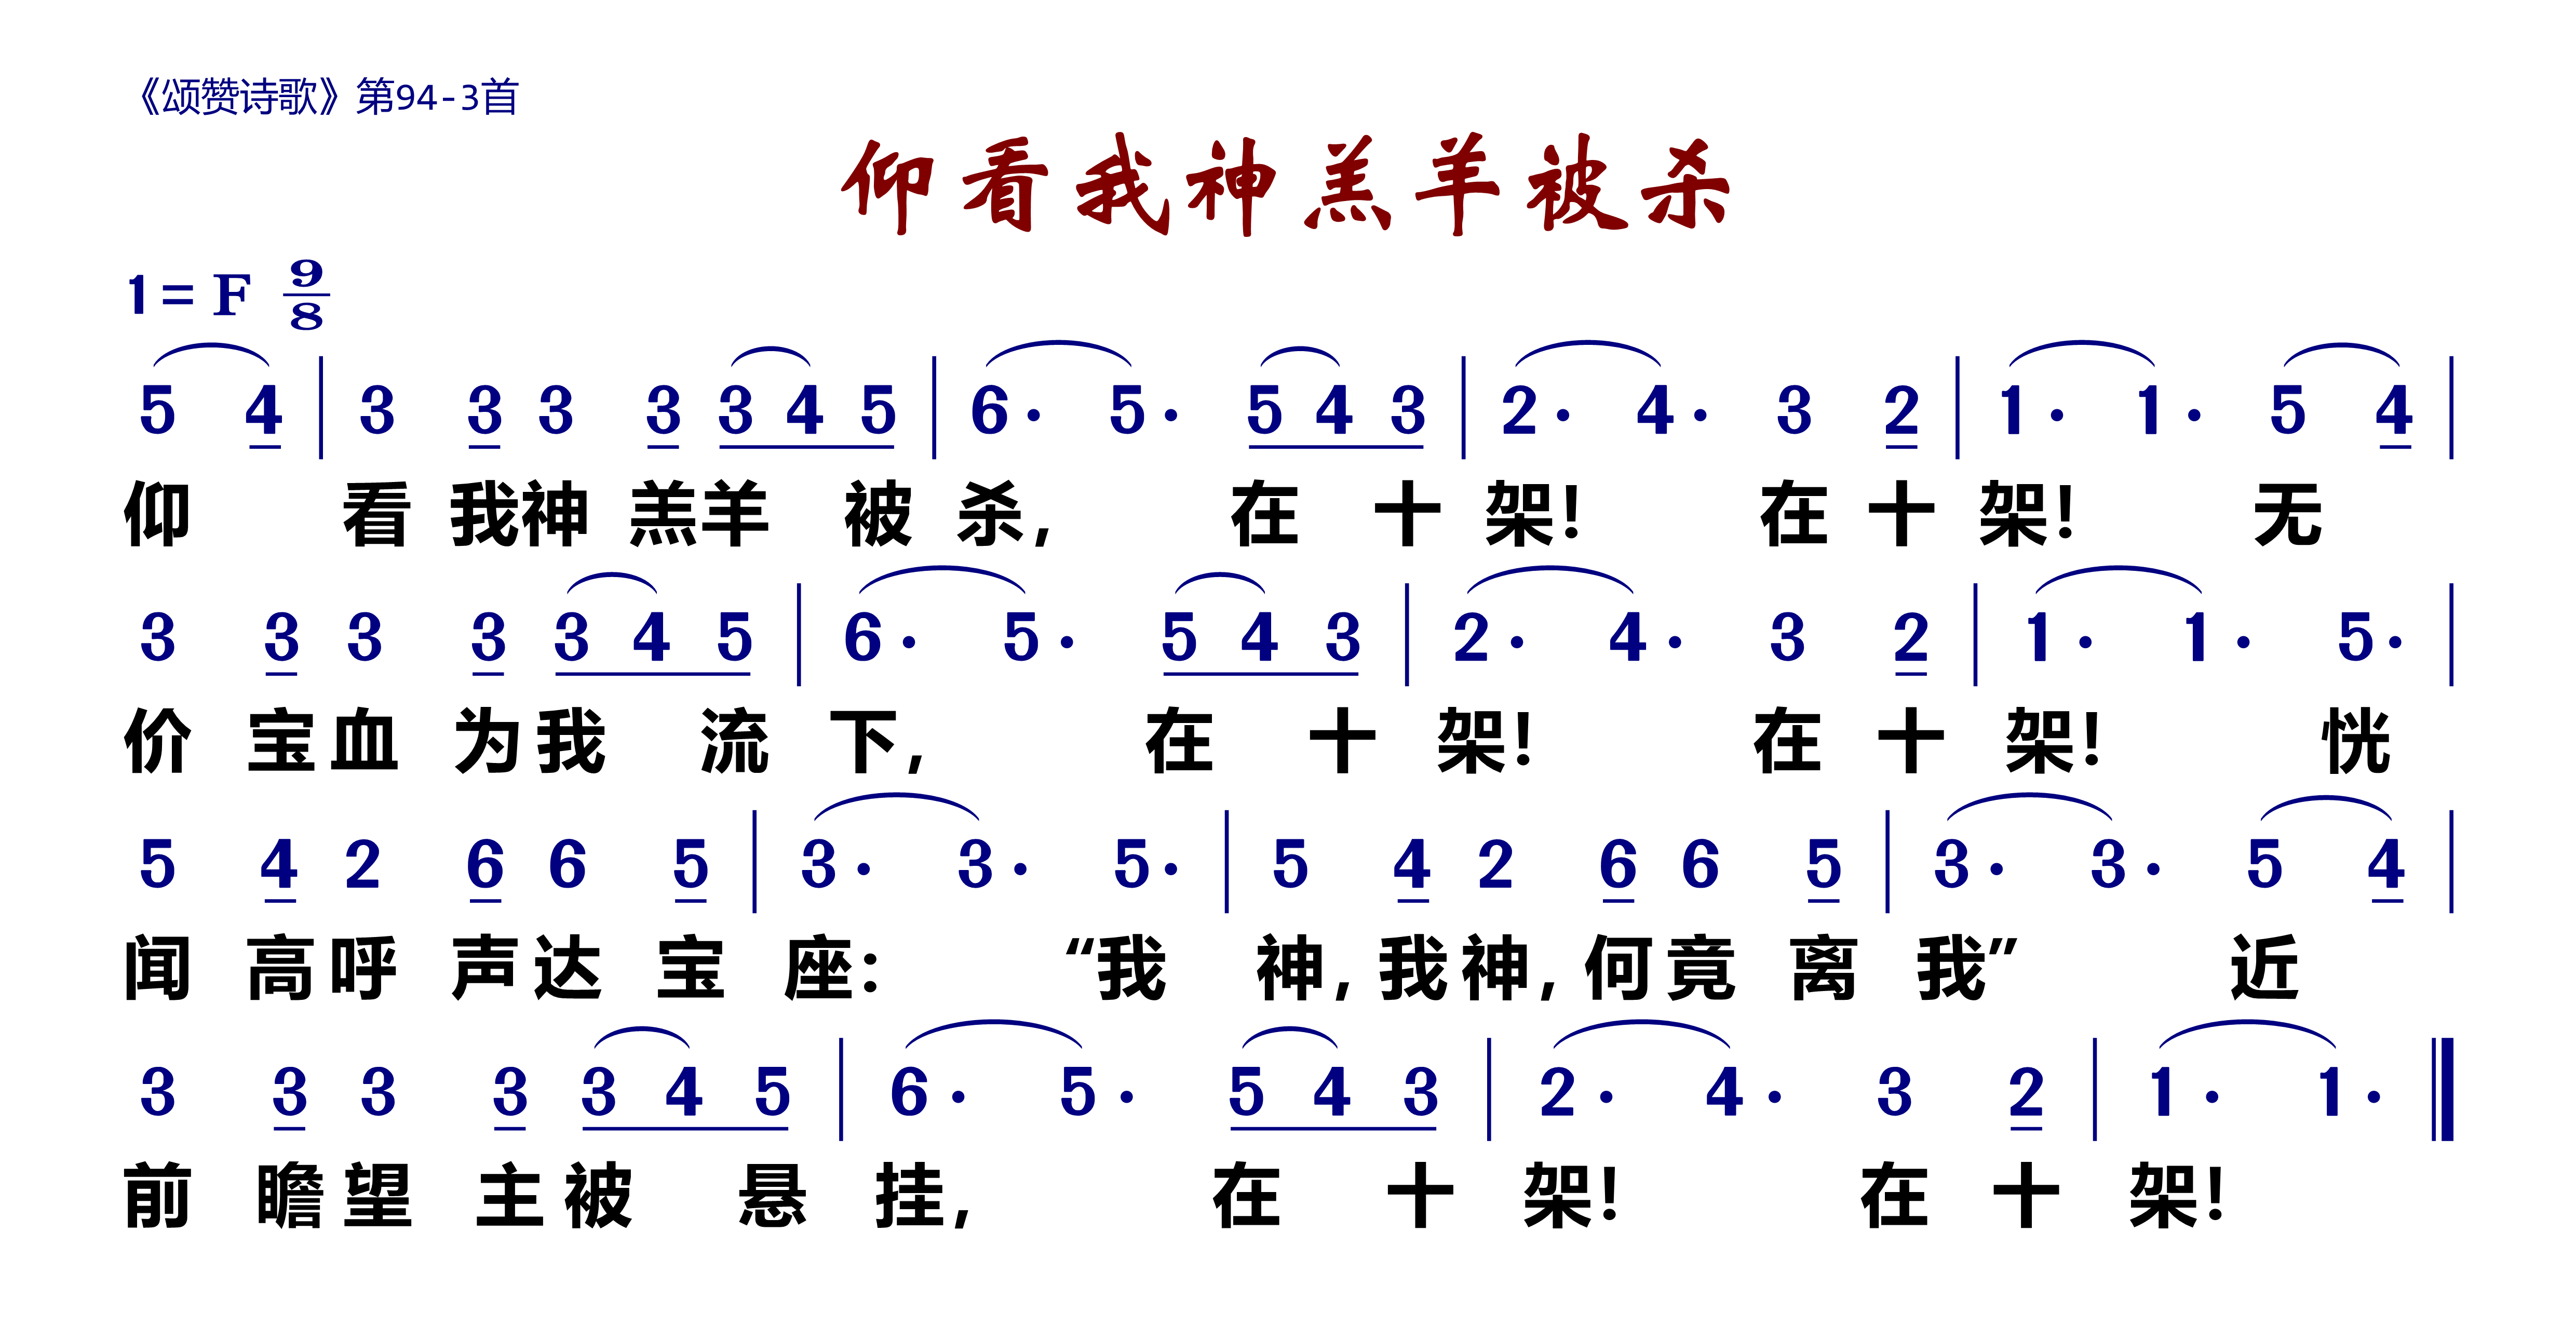 《颂赞诗歌》第94-3首
仰看我神羔羊被杀
1 = F 9/8
5 4 | 3 3 3 3 3 4 5 | 6 · 5 · 5 4 3 | 2 · 4 · 3 2 | 1 · 1 · 5 4 |
仰 看 我神 羔羊 被 杀, 在 十 架! 在 十 架! 无
3 3 3 3 3 4 5 | 6 · 5 · 5 4 3 | 2 · 4 · 3 2 | 1 · 1 · 5 · |
价 宝血 为我 流 下, 在 十 架! 在 十 架! 恍
5 4 2 6 6 5 | 3 · 3 · 5 · | 5 4 2 6 6 5 | 3 · 3 · 5 4 |
闻 高呼 声达 宝 座: “我 神, 我神, 何竟 离 我” 近
3 3 3 3 3 4 5 | 6 · 5 · 5 4 3 | 2 · 4 · 3 2 | 1 · 1 ·
前 瞻望 主被 悬 挂, 在 十 架! 在 十 架!